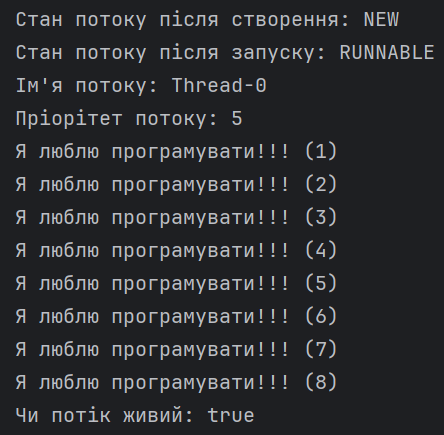 Стан потоку після створення: NEW
Стан потоку після запуску: RUNNABLE
Ім'я потоку: Thread-0
Пріорітет потоку: 5
Я люблю програмувати!!! (1)
Я люблю програмувати!!! (2)
Я люблю програмувати!!! (3)
Я люблю програмувати!!! (4)
Я люблю програмувати!!! (5)
Я люблю програмувати!!! (6)
Я люблю програмувати!!! (7)
Я люблю програмувати!!! (8)
Чи потік живий: true